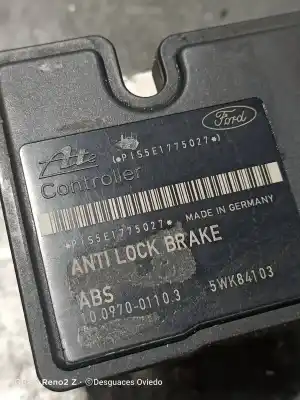 (*P1S5E1775027*)
Ford
Ate
Controller
*P1S5E1775027*
MADE IN GERMANY
ANTI LOCK BRAKE
ABS
10.0970-0110.3
5WK84103
Reno2 Z ©Desguaces Oviedo